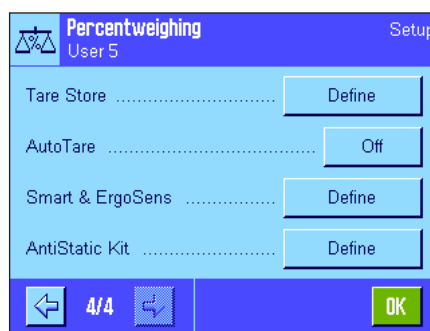 Percentweighing Setup
User 5
Tare Store ............................ Define
AutoTare .................................... Off
Smart & ErgoSens ............... Define
AntiStatic Kit ...................... Define
4/4 OK